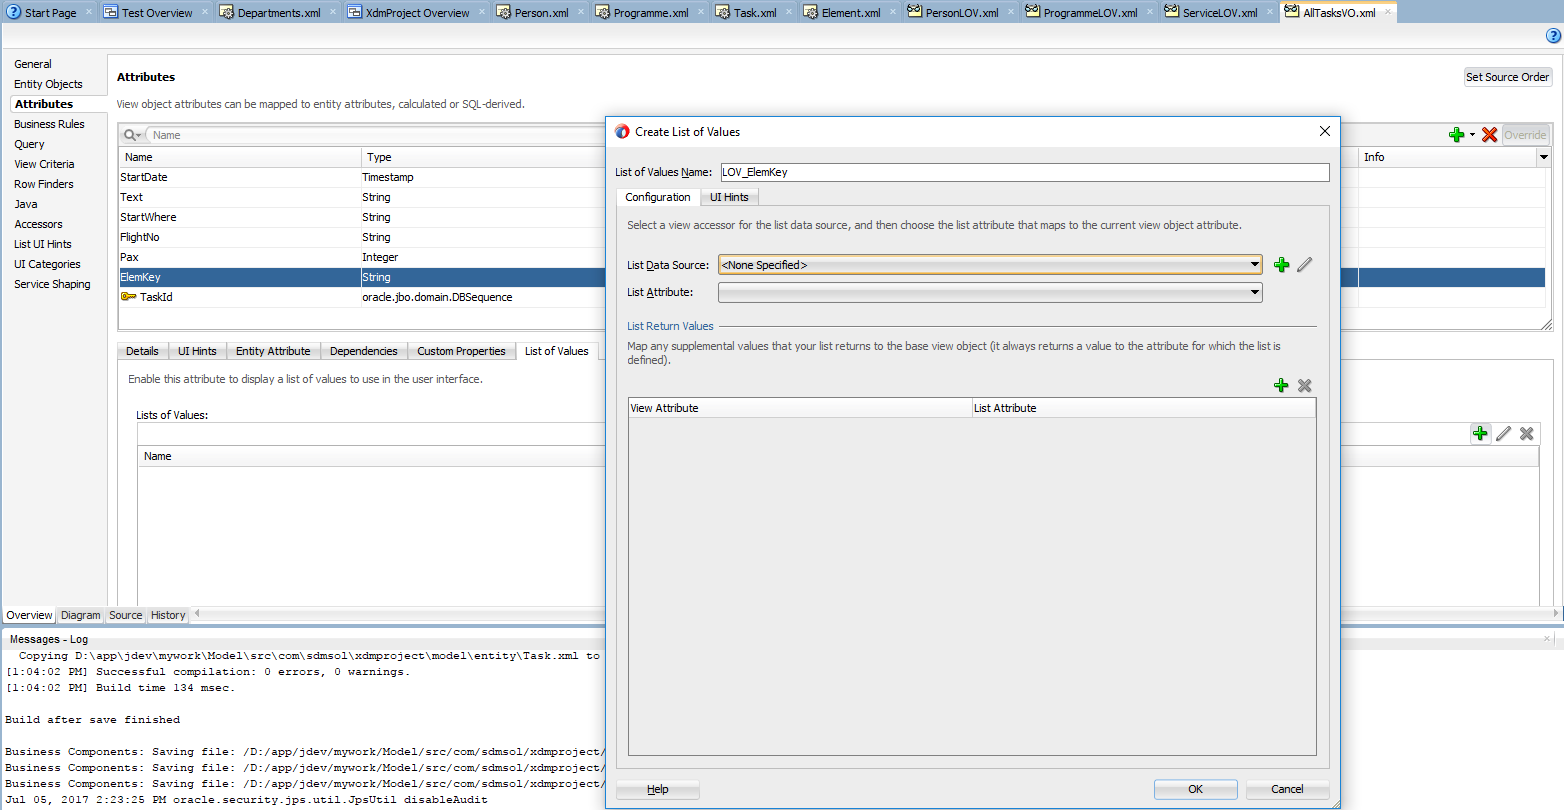 Start Page Test Overview Departments.xml XdmProject Overview Person.xml Programme.xml Task.xml Element.xml PersonLOV.xml ProgrammeLOV.xml ServiceLOV.xml AllTasksVO.xml
General
Entity Objects
Attributes
Business Rules
Query
View Criteria
Row Finders
Java
Accessors
List UI Hints
UI Categories
Service Shaping
Attributes
Set Source Order
View object attributes can be mapped to entity attributes, calculated or SQL-derived.
Name
Override
Name Type Info
StartDate Timestamp
Text String
StartWhere String
FlightNo String
Pax Integer
ElemKey String
TaskId oracle.jbo.domain.DBSequence
Details UI Hints Entity Attribute Dependencies Custom Properties List of Values
Enable this attribute to display a list of values to use in the user interface.
Lists of Values:
Name
Create List of Values
List of Values Name: LOV_ElemKey
Configuration UI Hints
Select a view accessor for the list data source, and then choose the list attribute that maps to the current view object attribute.
List Data Source: <None Specified>
List Attribute:
List Return Values
Map any supplemental values that your list returns to the base view object (it always returns a value to the attribute for which the list is
defined).
View Attribute List Attribute
Help OK Cancel
Overview Diagram Source History
Messages - Log
Copying D:\app\jdev\mywork\Model\src\com\sdmsol\xdmproject\model\entity\Task.xml to
[1:04:02 PM] Successful compilation: 0 errors, 0 warnings.
[1:04:02 PM] Build time 134 msec.
Build after save finished
Business Components: Saving file: /D:/app/jdev/mywork/Model/src/com/sdmsol/xdmproject/
Business Components: Saving file: /D:/app/jdev/mywork/Model/src/com/sdmsol/xdmproject/
Business Components: Saving file: /D:/app/jdev/mywork/Model/src/com/sdmsol/xdmproject/
Jul 05, 2017 2:23:25 PM oracle.security.jps.util.JpsUtil disableAudit